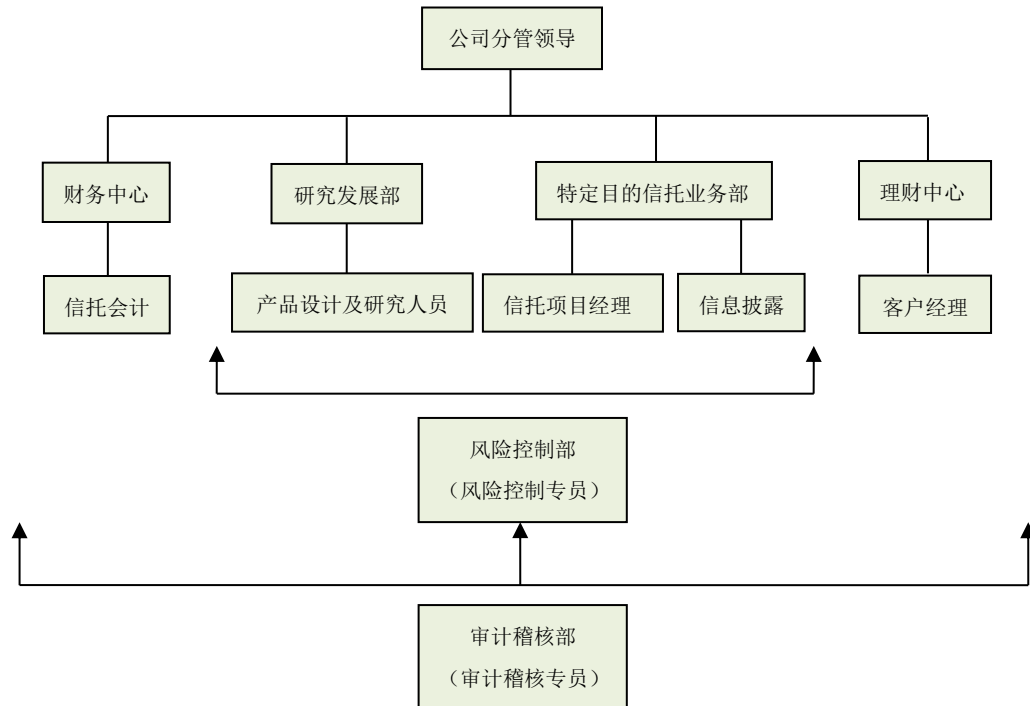 公司分管领导
财务中心
研究发展部
特定目的信托业务部
理财中心
信托会计
产品设计及研究人员
信托项目经理
信息披露
客户经理
风险控制部
（风险控制专员）
审计稽核部
（审计稽核专员）